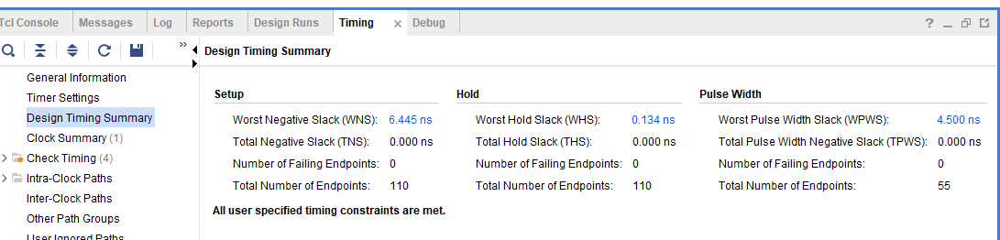 Tcl Console Messages Log Reports Design Runs Timing × Debug ? _
» Design Timing Summary
General Information
Timer Settings
Design Timing Summary
Clock Summary (1)
Check Timing (4)
Intra-Clock Paths
Inter-Clock Paths
Other Path Groups
User Ignored Paths
Setup Hold Pulse Width
Worst Negative Slack (WNS): 6.445 ns Worst Hold Slack (WHS): 0.134 ns Worst Pulse Width Slack (WPWS): 4.500 ns
Total Negative Slack (TNS): 0.000 ns Total Hold Slack (THS): 0.000 ns Total Pulse Width Negative Slack (TPWS): 0.000 ns
Number of Failing Endpoints: 0 Number of Failing Endpoints: 0 Number of Failing Endpoints: 0
Total Number of Endpoints: 110 Total Number of Endpoints: 110 Total Number of Endpoints: 55
All user specified timing constraints are met.